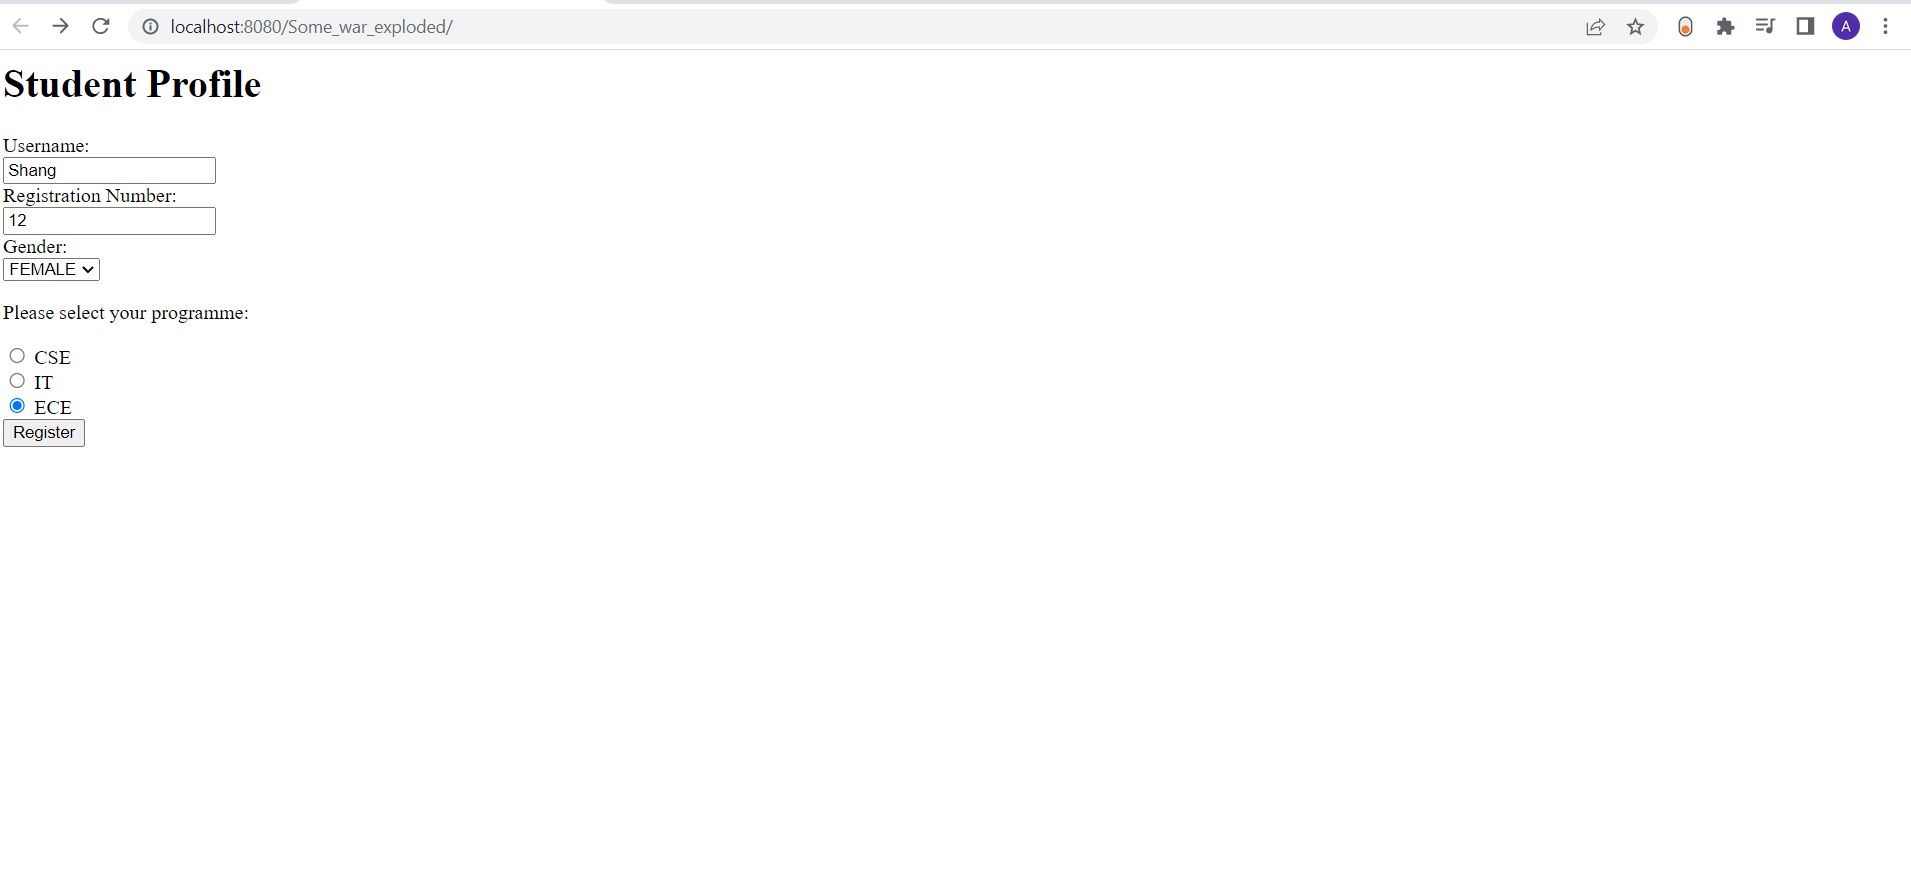 localhost:8080/Some_war_exploded/
A
Student Profile
Username:
Shang
Registration Number:
12
Gender:
FEMALE
Please select your programme:
CSE
IT
ECE
Register